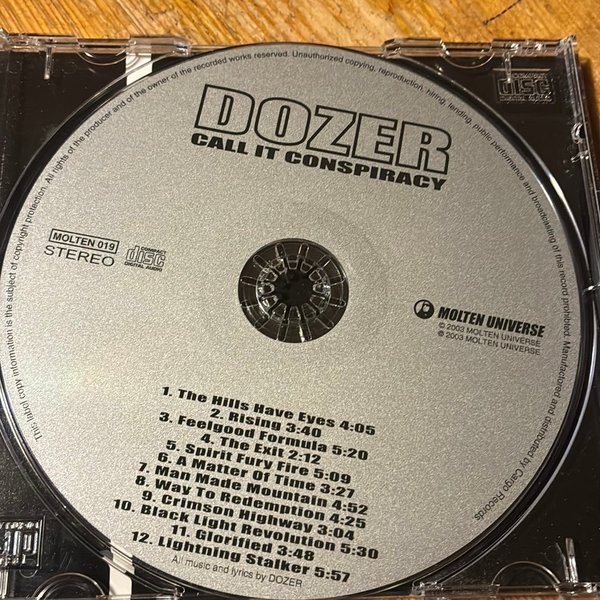 DOZER
CALL IT CONSPIRACY
MOLTEN 019
STEREO
COMPACT
disc
DIGITAL AUDIO
MOLTEN UNIVERSE
© 2003 MOLTEN UNIVERSE
℗ 2003 MOLTEN UNIVERSE
1. The Hills Have Eyes 4:05
2. Rising 3:40
3. Feelgood Formula 5:20
4. The Exit 2:12
5. Spirit Fury Fire 5:09
6. A Matter Of Time 3:27
7. Man Made Mountain 4:52
8. Way To Redemption 4:25
9. Crimson Highway 3:04
10. Black Light Revolution 5:30
11. Glorified 3:48
12. Lightning Stalker 5:57
All music and lyrics by DOZER
The label copy information is the subject of copyright protection. All rights of the producer and of the owner of the recorded works reserved. Unauthorized copying, reproduction, hiring, lending, public performance and broadcasting of this record prohibited. Manufactured and distributed by Cargo Records
disc